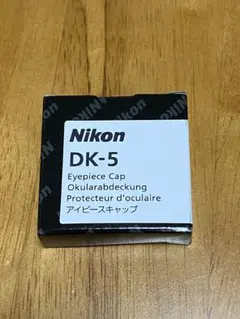 Nikon
DK-5
Eyepiece Cap
Okularabdeckung
Protecteur d'oculaire
アイピースキャップ